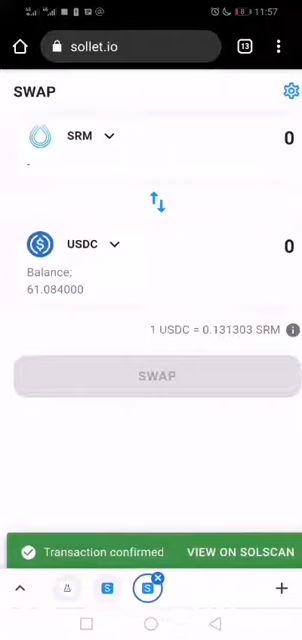 11:57
sollet.io
13
SWAP
SRM
0
-
USDC
0
Balance:
61.084000
1 USDC = 0.131303 SRM
SWAP
Transaction confirmed
VIEW ON SOLSCAN